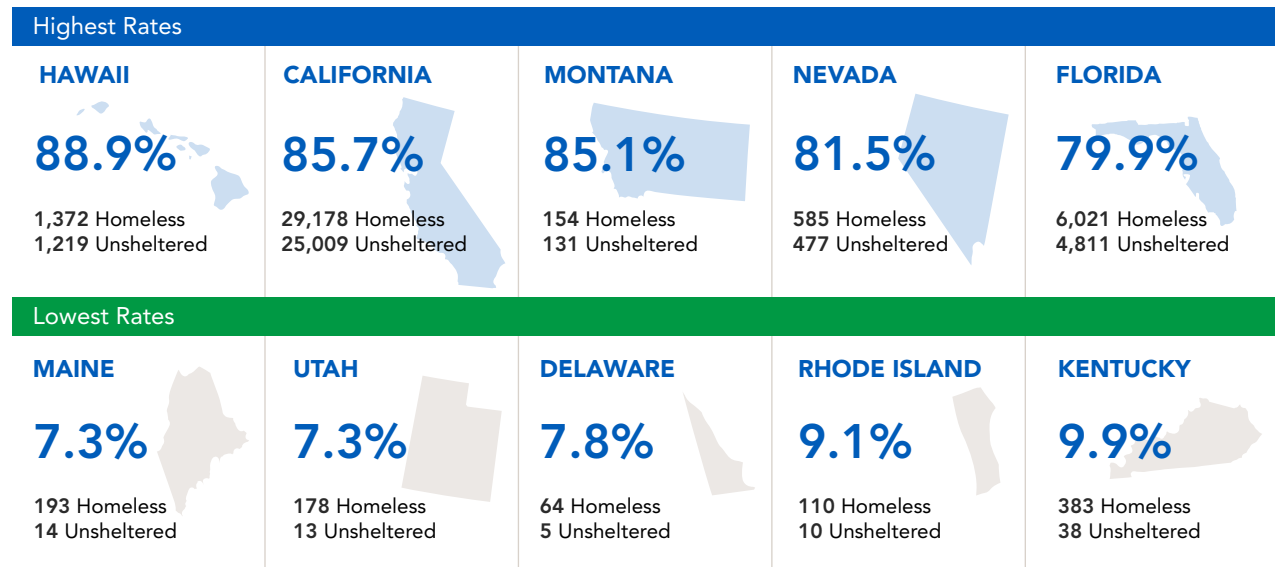 Highest Rates
HAWAII
88.9%
1,372 Homeless
1,219 Unsheltered
CALIFORNIA
85.7%
29,178 Homeless
25,009 Unsheltered
MONTANA
85.1%
154 Homeless
131 Unsheltered
NEVADA
81.5%
585 Homeless
477 Unsheltered
FLORIDA
79.9%
6,021 Homeless
4,811 Unsheltered
Lowest Rates
MAINE
7.3%
193 Homeless
14 Unsheltered
UTAH
7.3%
178 Homeless
13 Unsheltered
DELAWARE
7.8%
64 Homeless
5 Unsheltered
RHODE ISLAND
9.1%
110 Homeless
10 Unsheltered
KENTUCKY
9.9%
383 Homeless
38 Unsheltered